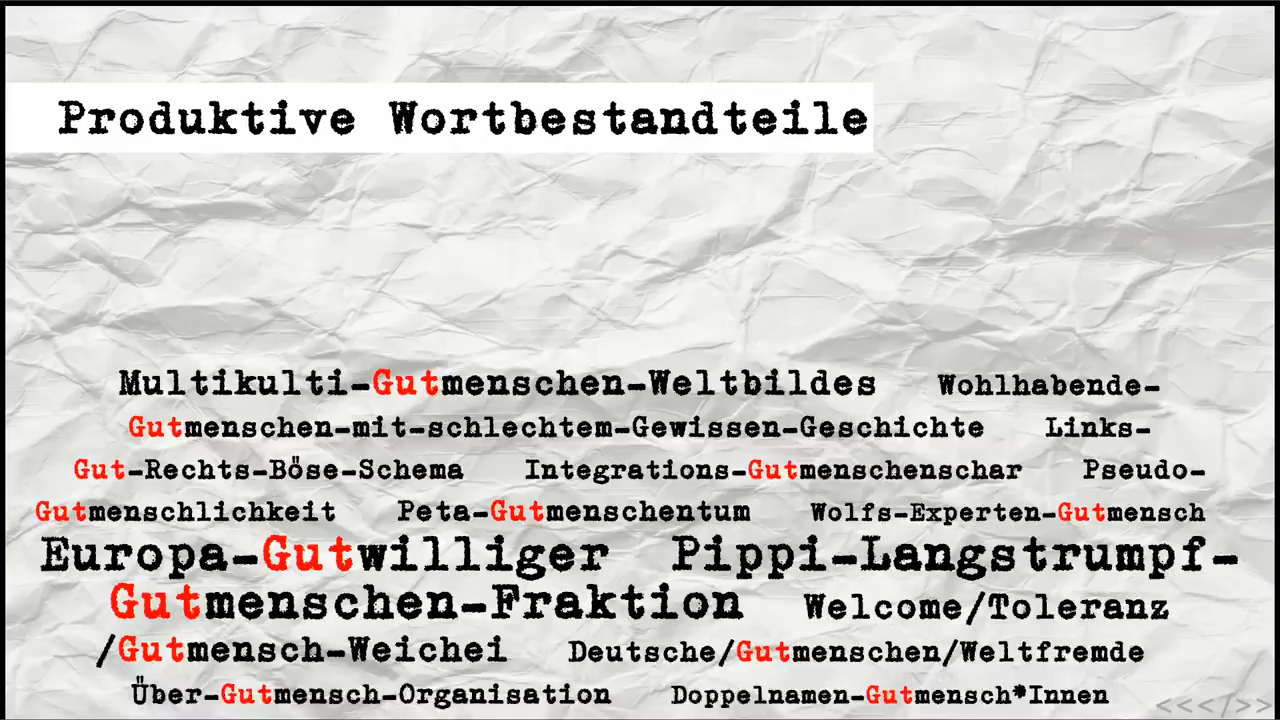 Produktive Wortbestandteile
Multikulti-Gutmenschen-Weltbildes Wohlhabende-
Gutmenschen-mit-schlechtem-Gewissen-Geschichte Links-
Gut-Rechts-Böse-Schema Integrations-Gutmenschenschar Pseudo-
Gutmenschlichkeit Peta-Gutmenschentum Wolfs-Experten-Gutmensch
Europa-Gutwilliger Pippi-Langstrumpf-
Gutmenschen-Fraktion Welcome/Toleranz
/Gutmensch-Weichei Deutsche/Gutmenschen/Weltfremde
Über-Gutmensch-Organisation Doppelnamen-Gutmensch*Innen
<<</>>